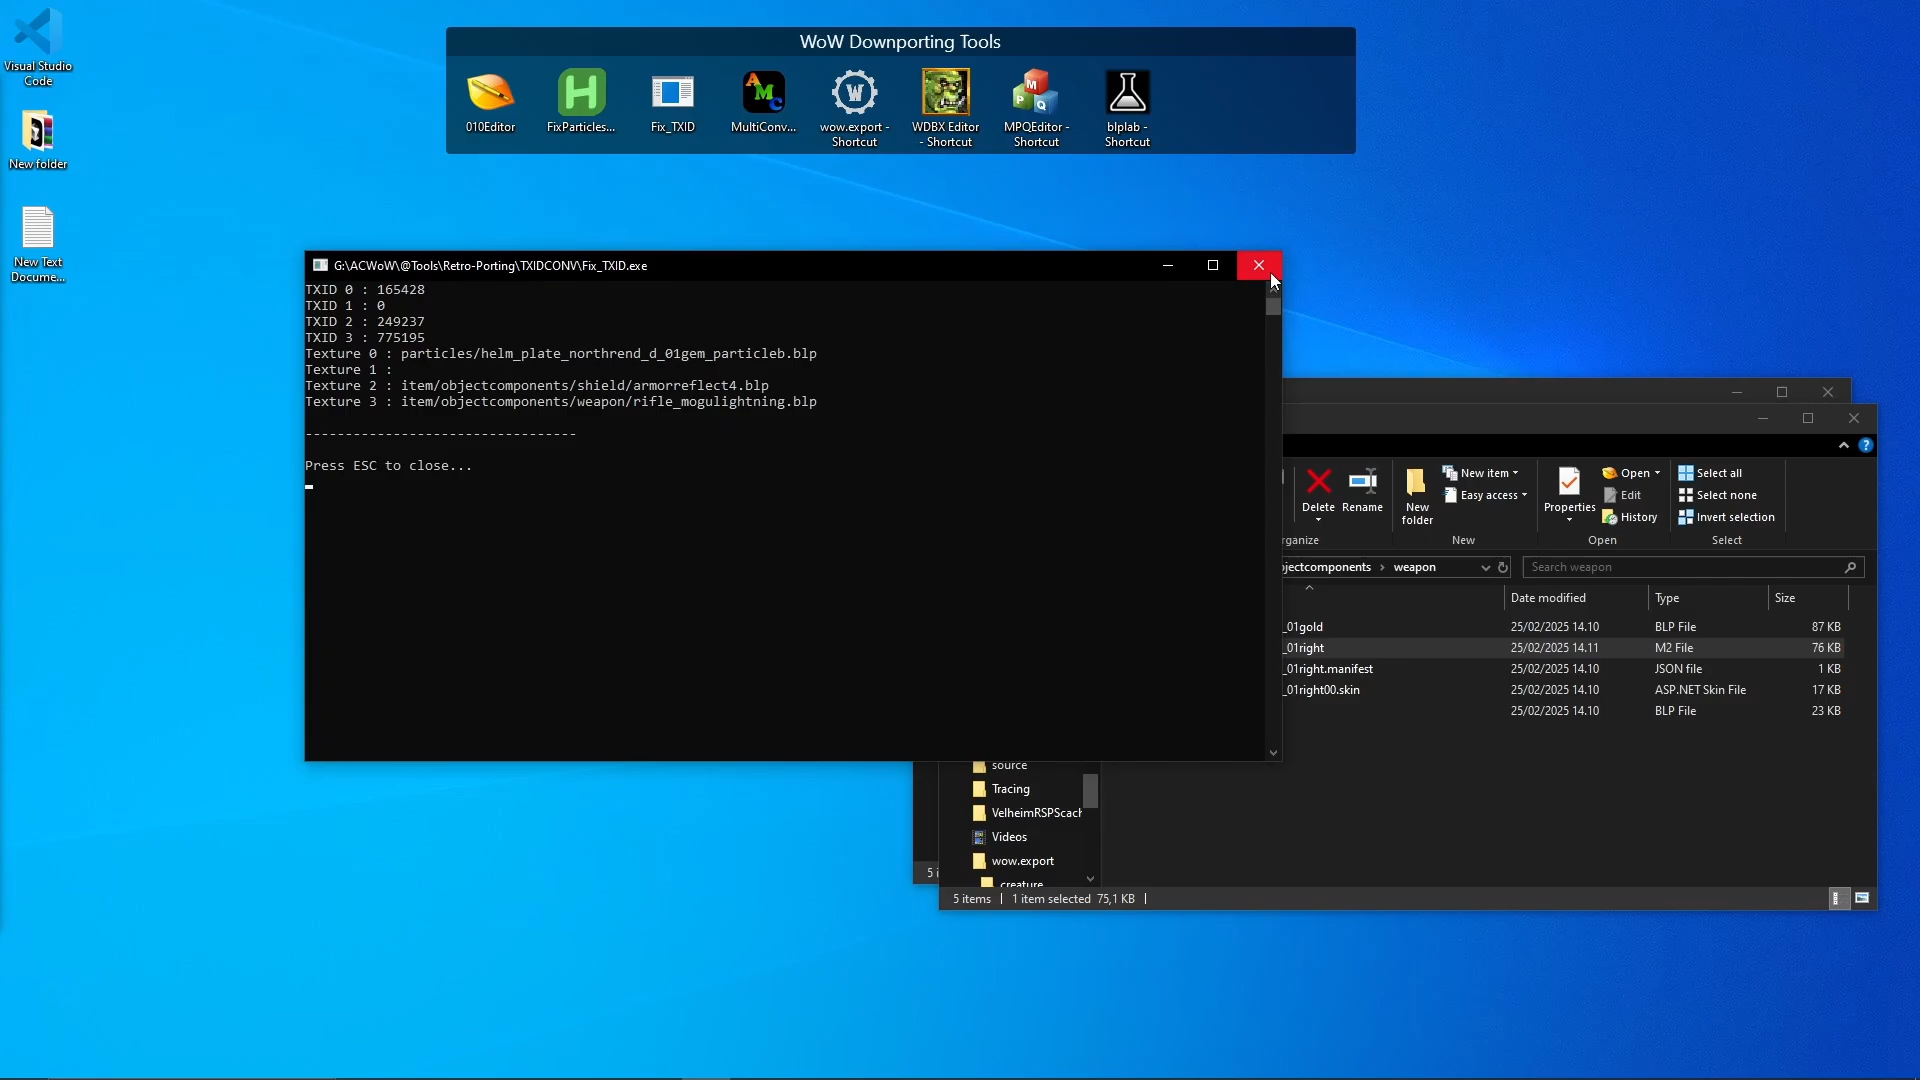 Visual Studio
Code
New folder
New Text
Docume...
WoW Downporting Tools
010Editor
FixParticles...
Fix_TXID
MultiConv...
wow.export -
Shortcut
WDBX Editor
- Shortcut
MPQEditor -
Shortcut
blplab -
Shortcut
G:\ACWoW\@Tools\Retro-Porting\TXIDCONV\Fix_TXID.exe
TXID 0 : 165428
TXID 1 : 0
TXID 2 : 249237
TXID 3 : 775195
Texture 0 : particles/helm_plate_northrend_d_01gem_particleb.blp
Texture 1 :
Texture 2 : item/objectcomponents/shield/armorreflect4.blp
Texture 3 : item/objectcomponents/weapon/rifle_mogulightning.blp
----------------------------------
Press ESC to close...
Delete
Rename
New
folder
New item
Easy access
Properties
Open
Edit
History
Select all
Select none
Invert selection
rganize
New
Open
Select
bjectcomponents > weapon
Search weapon
Date modified Type Size
_01gold 25/02/2025 14.10 BLP File 87 KB
_01right 25/02/2025 14.11 M2 File 76 KB
_01right.manifest 25/02/2025 14.10 JSON file 1 KB
_01right00.skin 25/02/2025 14.10 ASP.NET Skin File 17 KB
25/02/2025 14.10 BLP File 23 KB
source
Tracing
VelheimRSPScach
Videos
wow.export
creature
5 i
5 items | 1 item selected 75,1 KB |